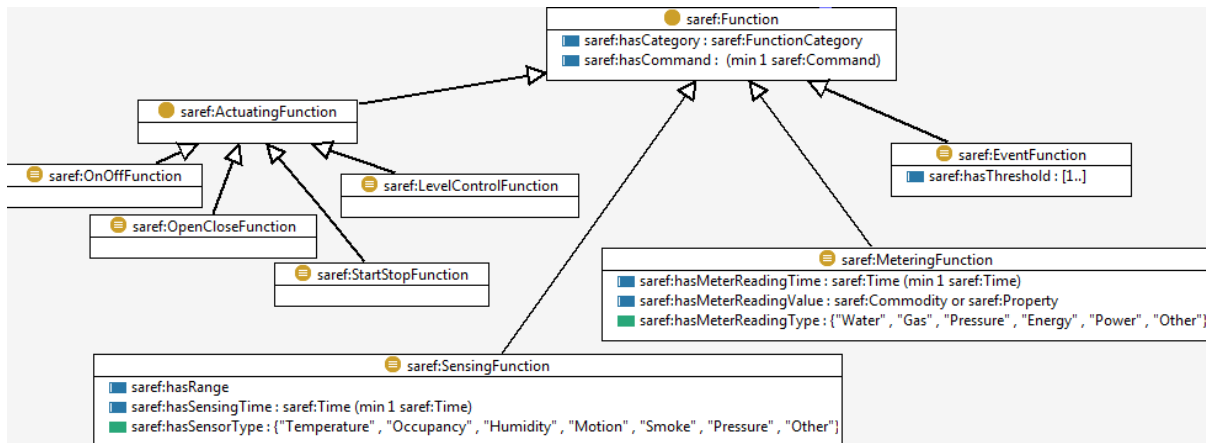 saref:Function
saref:hasCategory : saref:FunctionCategory
saref:hasCommand : (min 1 saref:Command)
saref:ActuatingFunction
saref:OnOffFunction
saref:LevelControlFunction
saref:OpenCloseFunction
saref:StartStopFunction
saref:EventFunction
saref:hasThreshold : [1..]
saref:MeteringFunction
saref:hasMeterReadingTime : saref:Time (min 1 saref:Time)
saref:hasMeterReadingValue : saref:Commodity or saref:Property
saref:hasMeterReadingType : {"Water" , "Gas" , "Pressure" , "Energy" , "Power" , "Other"}
saref:SensingFunction
saref:hasRange
saref:hasSensingTime : saref:Time (min 1 saref:Time)
saref:hasSensorType : {"Temperature" , "Occupancy" , "Humidity" , "Motion" , "Smoke" , "Pressure" , "Other"}